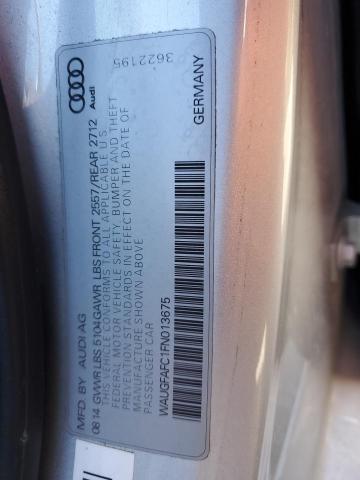 MFD BY AUDI AG
08 14 GVWR LBS 5104 GAWR LBS FRONT 2557/REAR 2712
THIS VEHICLE CONFORMS TO ALL APPLICABLE U S
FEDERAL MOTOR VEHICLE SAFETY, BUMPER AND THEFT
PREVENTION STANDARDS IN EFFECT ON THE DATE OF
MANUFACTURE SHOWN ABOVE
PASSENGER CAR
WAUGFAFC1FN013675
Audi
3622195
GERMANY